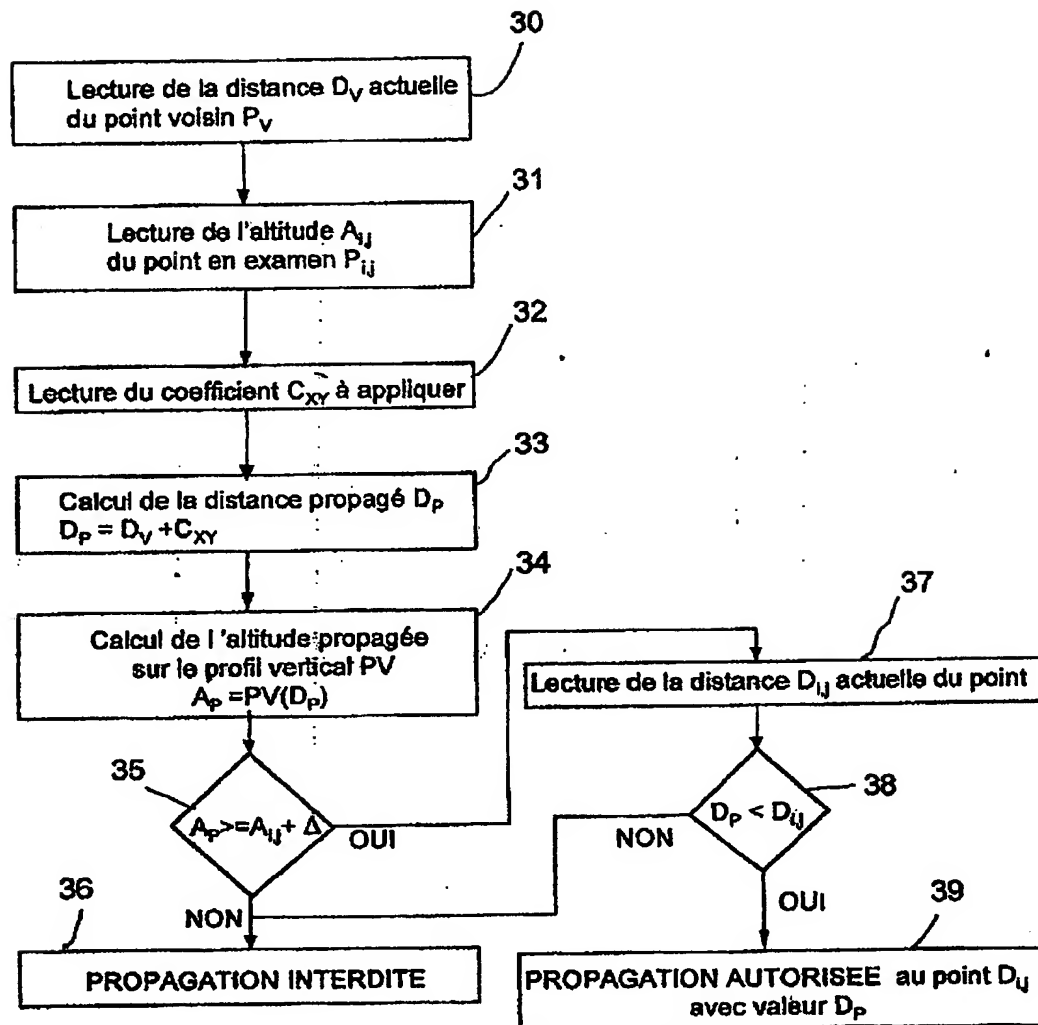 30
Lecture de la distance D_V actuelle
du point voisin P_V
31
Lecture de l'altitude A_i,j
du point en examen P_i,j
32
Lecture du coefficient C_XY à appliquer
33
Calcul de la distance propagé D_P
D_P = D_V +C_XY
34
Calcul de l 'altitude propagée
sur le profil vertical PV
A_P =PV(D_P)
37
Lecture de la distance D_i,j actuelle du point
35
A_P>=A_i,j+ Δ
OUI
38
D_P < D_i,j
NON
OUI
36
NON
PROPAGATION INTERDITE
39
PROPAGATION AUTORISEE au point D_i,j
avec valeur D_P